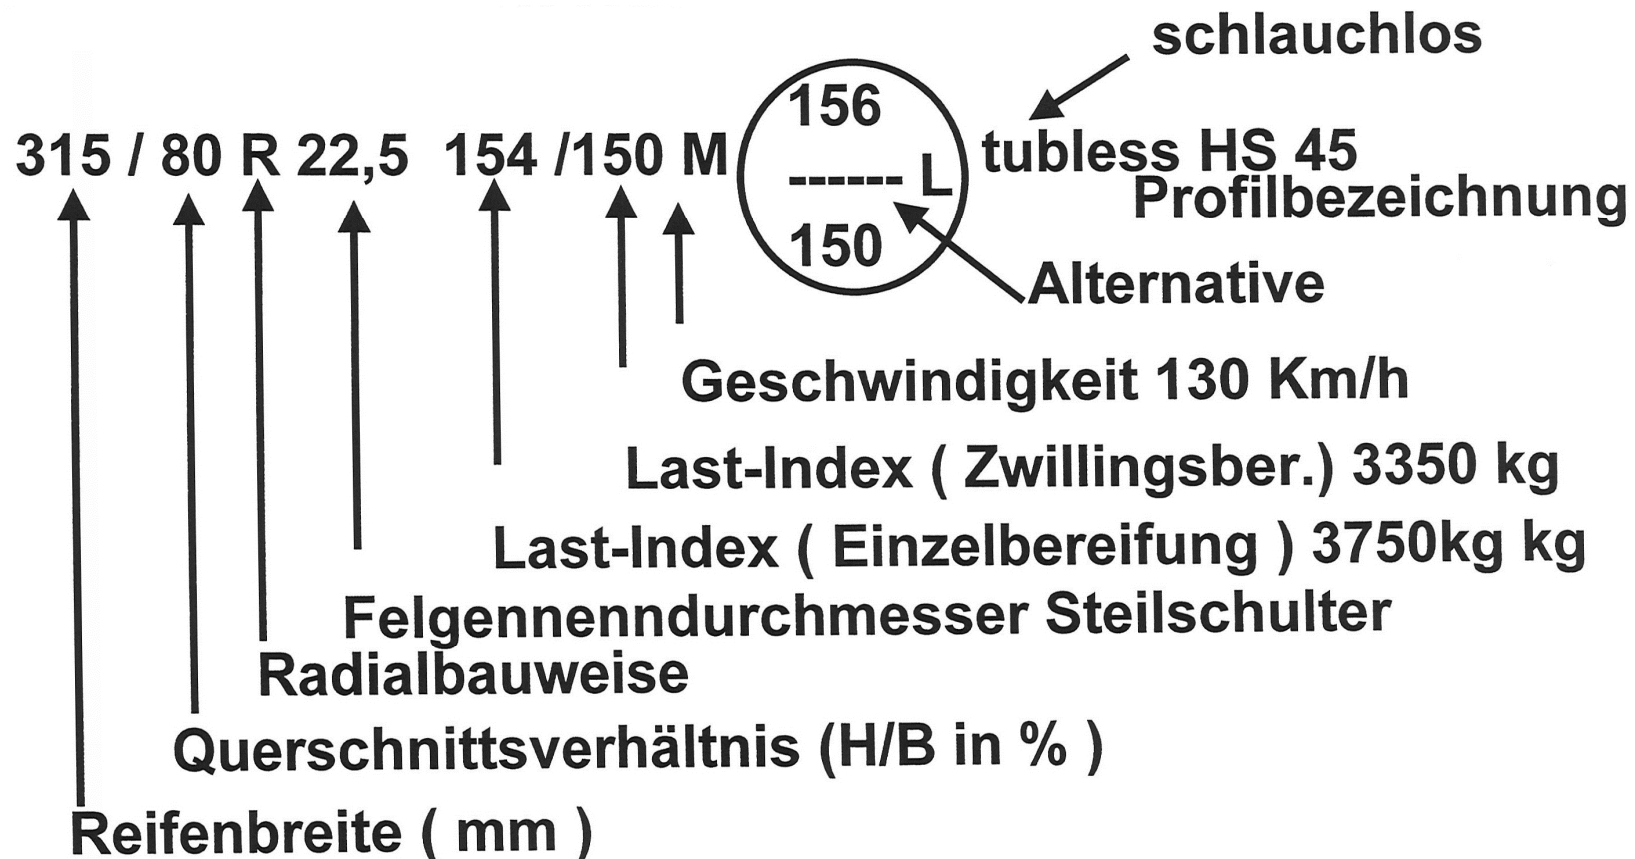 schlauchlos
315 / 80 R 22,5 154 /150 M
156
------ L
150
tubless HS 45
Profilbezeichnung
Alternative
Geschwindigkeit 130 Km/h
Last-Index ( Zwillingsber.) 3350 kg
Last-Index ( Einzelbereifung ) 3750kg kg
Felgennenndurchmesser Steilschulter
Radialbauweise
Querschnittsverhältnis (H/B in % )
Reifenbreite ( mm )